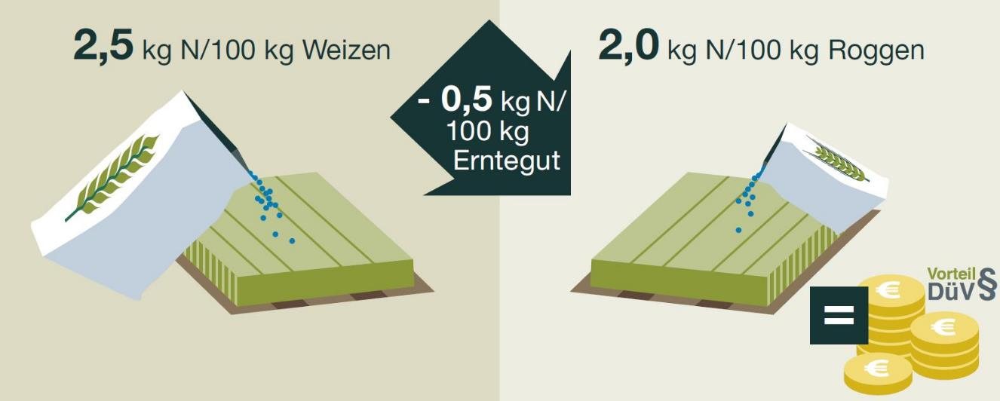 2,5 kg N/100 kg Weizen
- 0,5 kg N/
100 kg
Erntegut
2,0 kg N/100 kg Roggen
=
€
€
€
Vorteil
DüV §